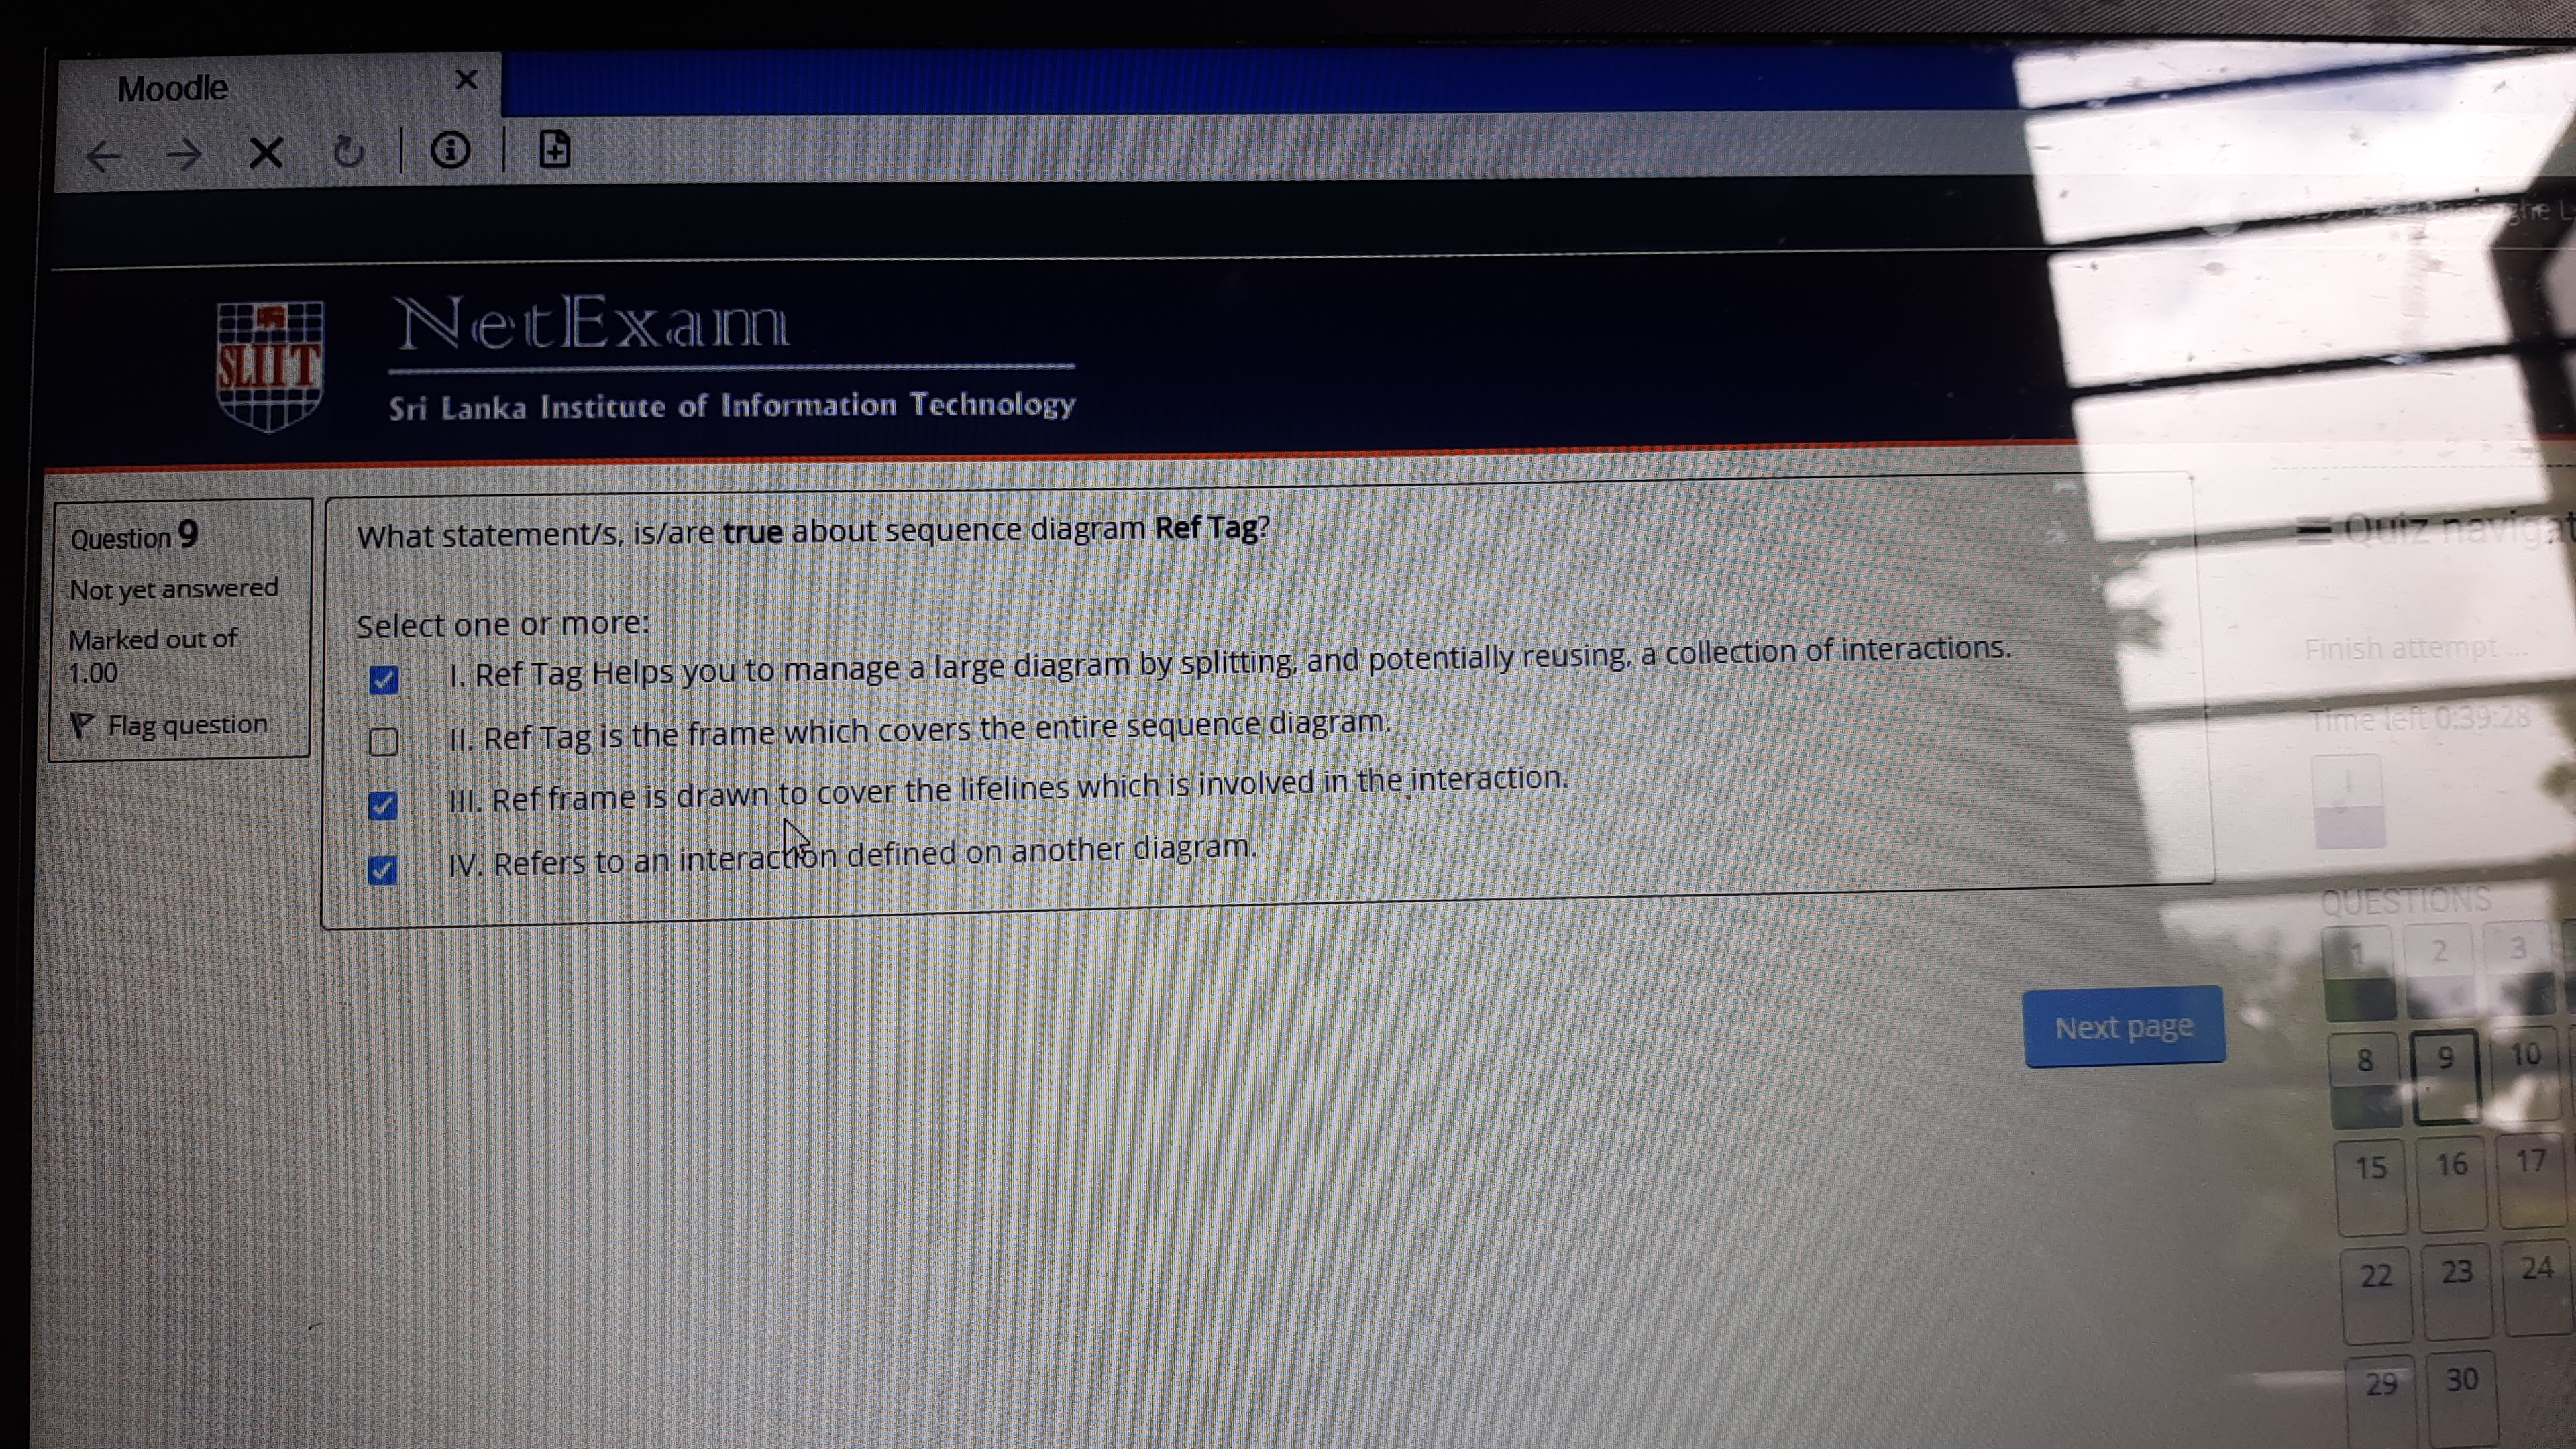 Moodle
SLIIT
NetExam
Sri Lanka Institute of Information Technology
Question 9
Not yet answered
Marked out of
1.00
Flag question
What statement/s, is/are true about sequence diagram Ref Tag?
Select one or more:
I. Ref Tag Helps you to manage a large diagram by splitting, and potentially reusing, a collection of interactions.
II. Ref Tag is the frame which covers the entire sequence diagram.
III. Ref frame is drawn to cover the lifelines which is involved in the interaction.
IV. Refers to an interaction defined on another diagram.
Next page
Quiz navigat
Finish attempt ...
Time left 0:39:28
QUESTIONS
1 2 3
8 9 10
15 16 17
22 23 24
29 30